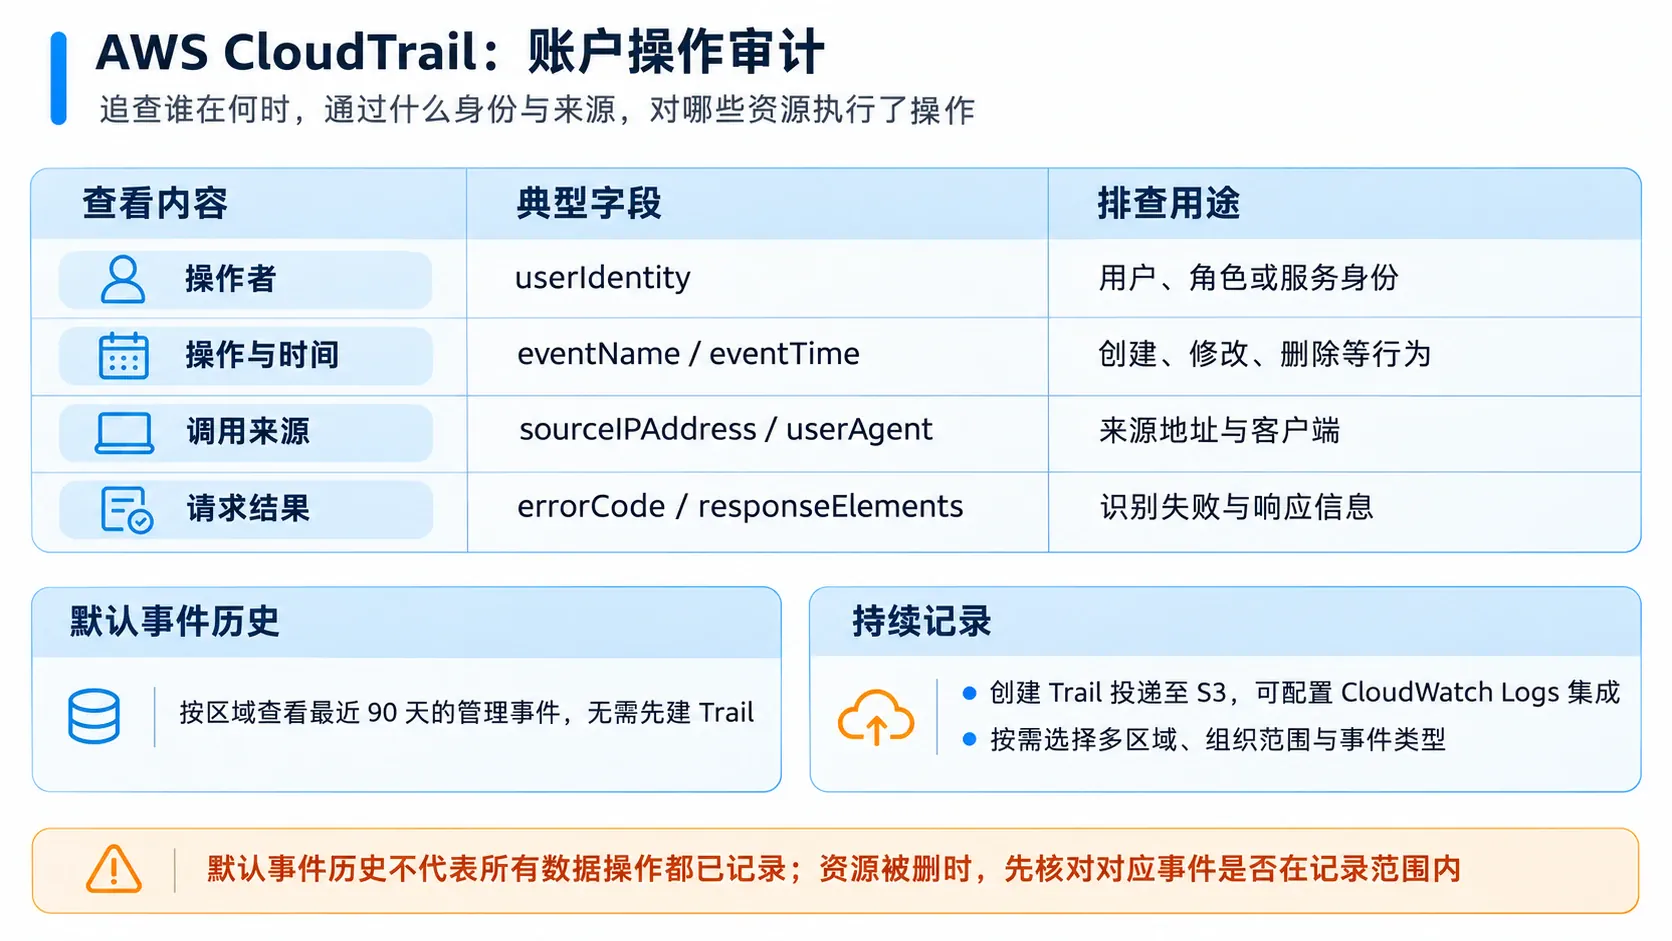 AWS CloudTrail：账户操作审计
追查谁在何时，通过什么身份与来源，对哪些资源执行了操作
查看内容 典型字段 排查用途
操作者 userIdentity 用户、角色或服务身份
操作与时间 eventName / eventTime 创建、修改、删除等行为
调用来源 sourceIPAddress / userAgent 来源地址与客户端
请求结果 errorCode / responseElements 识别失败与响应信息
默认事件历史
按区域查看最近 90 天的管理事件，无需先建 Trail
持续记录
创建 Trail 投递至 S3，可配置 CloudWatch Logs 集成
按需选择多区域、组织范围与事件类型
默认事件历史不代表所有数据操作都已记录；资源被删时，先核对对应事件是否在记录范围内